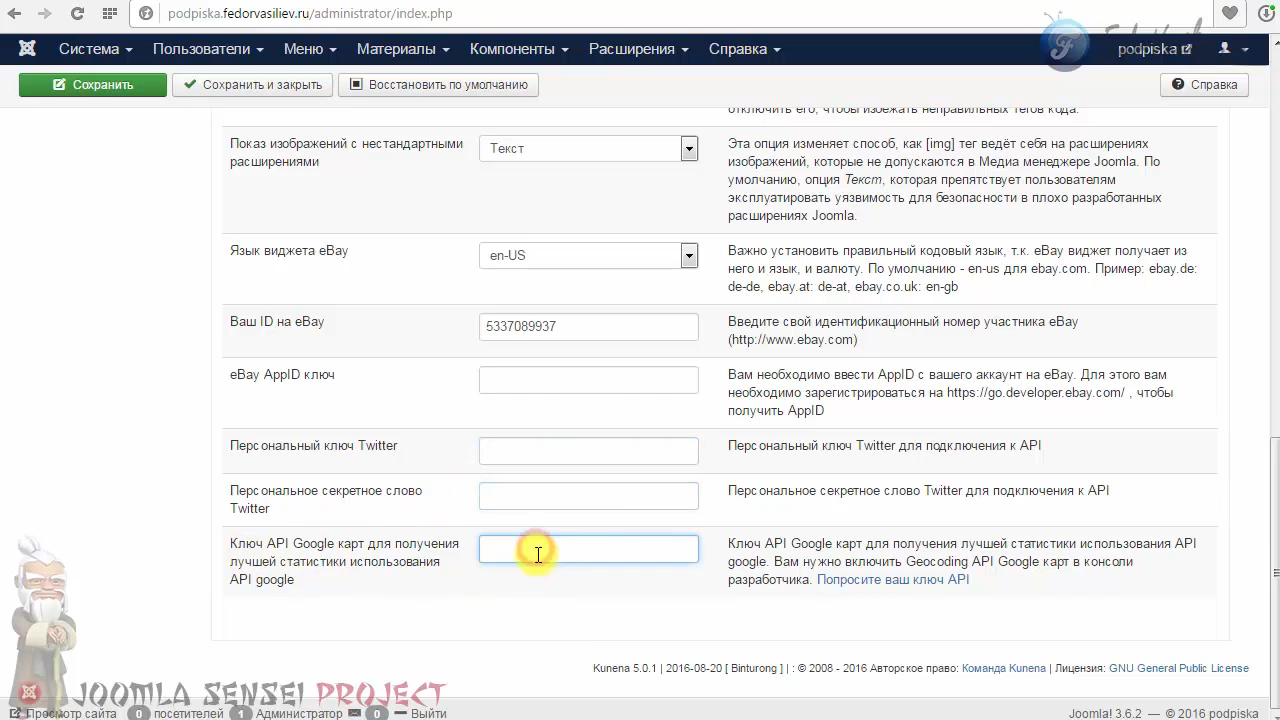 podpiska.fedorvasiliev.ru/administrator/index.php
Система
Пользователи
Меню
Материалы
Компоненты
Расширения
Справка
podpiska
Сохранить
Сохранить и закрыть
Восстановить по умолчанию
Справка
отключить его, чтобы избежать неправильных тегов кода.
Показ изображений с нестандартными
расширениями
Текст
Эта опция изменяет способ, как [img] тег ведёт себя на расширениях
изображений, которые не допускаются в Медиа менеджере Joomla. По
умолчанию, опция Текст, которая препятствует пользователям
эксплуатировать уязвимость для безопасности в плохо разработанных
расширениях Joomla.
Язык виджета eBay
en-US
Важно установить правильный кодовый язык, т.к. eBay виджет получает из
него и язык, и валюту. По умолчанию - en-us для ebay.com. Пример: ebay.de:
de-de, ebay.at: de-at, ebay.co.uk: en-gb
Ваш ID на eBay
5337089937
Введите свой идентификационный номер участника eBay
(http://www.ebay.com)
eBay AppID ключ
Вам необходимо ввести AppID с вашего аккаунт на eBay. Для этого вам
необходимо зарегистрироваться на https://go.developer.ebay.com/ , чтобы
получить AppID
Персональный ключ Twitter
Персональный ключ Twitter для подключения к API
Персональное секретное слово
Twitter
Персональное секретное слово Twitter для подключения к API
Ключ API Google карт для получения
лучшей статистики использования
API google
Ключ API Google карт для получения лучшей статистики использования API
google. Вам нужно включить Geocoding API Google карт в консоли
разработчика. Попросите ваш ключ API
Kunena 5.0.1 | 2016-08-20 [ Binturong ] | : © 2008 - 2016 Авторское право: Команда Kunena | Лицензия: GNU General Public License
JOOMLA SENSEI PROJECT
Просмотр сайта 0 посетителей 1 Администратор 0 Выйти
Joomla! 3.6.2 — © 2016 podpiska